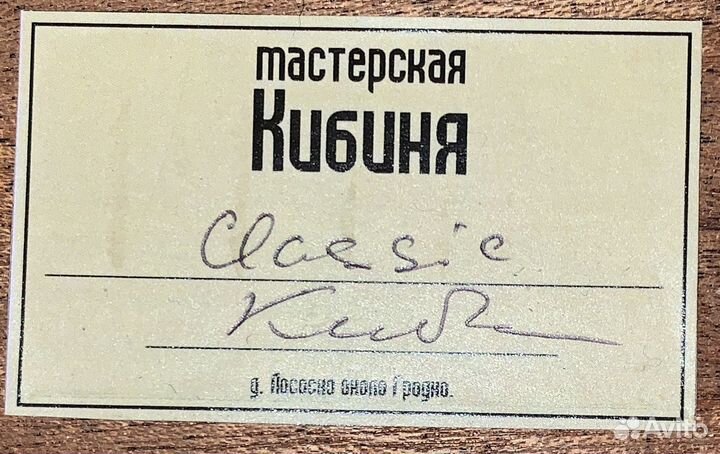 мастерская
Кибиня
Classic
д. Лососно около Гродно.
Avito